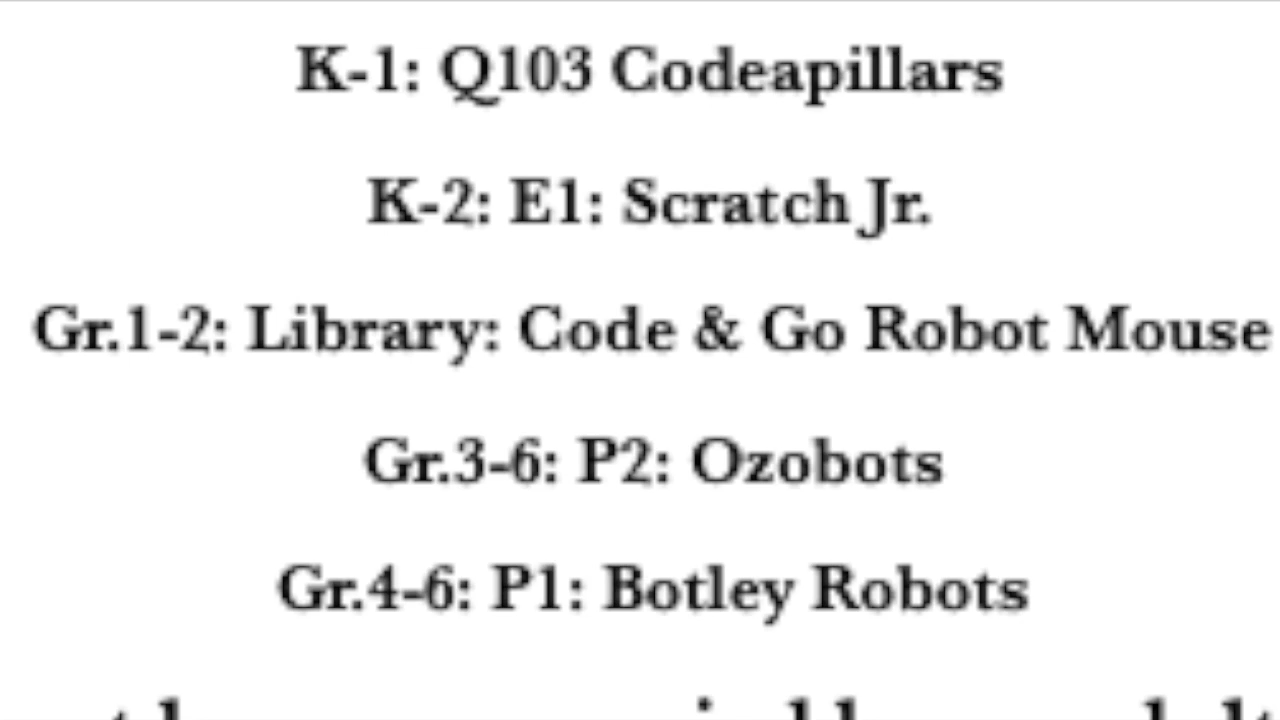 K-1: Q103 Codeapillars
K-2: E1: Scratch Jr.
Gr.1-2: Library: Code & Go Robot Mouse
Gr.3-6: P2: Ozobots
Gr.4-6: P1: Botley Robots